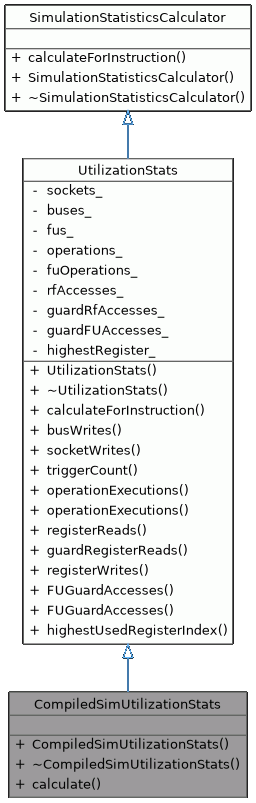 SimulationStatisticsCalculator
+ calculateForInstruction()
+ SimulationStatisticsCalculator()
+ ~SimulationStatisticsCalculator()
UtilizationStats
- sockets_
- buses_
- fus_
- operations_
- fuOperations_
- rfAccesses_
- guardRfAccesses_
- guardFUAccesses_
- highestRegister_
+ UtilizationStats()
+ ~UtilizationStats()
+ calculateForInstruction()
+ busWrites()
+ socketWrites()
+ triggerCount()
+ operationExecutions()
+ operationExecutions()
+ registerReads()
+ guardRegisterReads()
+ registerWrites()
+ FUGuardAccesses()
+ FUGuardAccesses()
+ highestUsedRegisterIndex()
CompiledSimUtilizationStats
+ CompiledSimUtilizationStats()
+ ~CompiledSimUtilizationStats()
+ calculate()